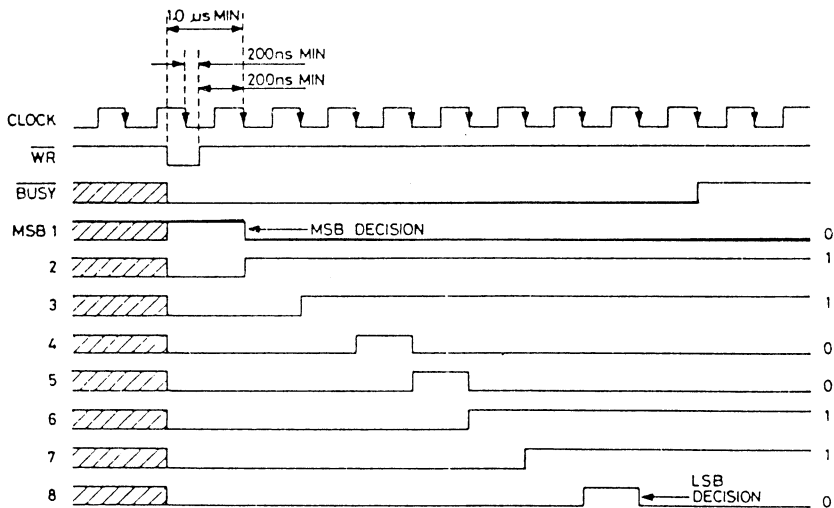 1.0 µs MIN
200ns MIN
200ns MIN
CLOCK
WR
BUSY
MSB 1
MSB DECISION
0
2
1
3
1
4
0
5
0
6
1
7
1
8
LSB
DECISION
0